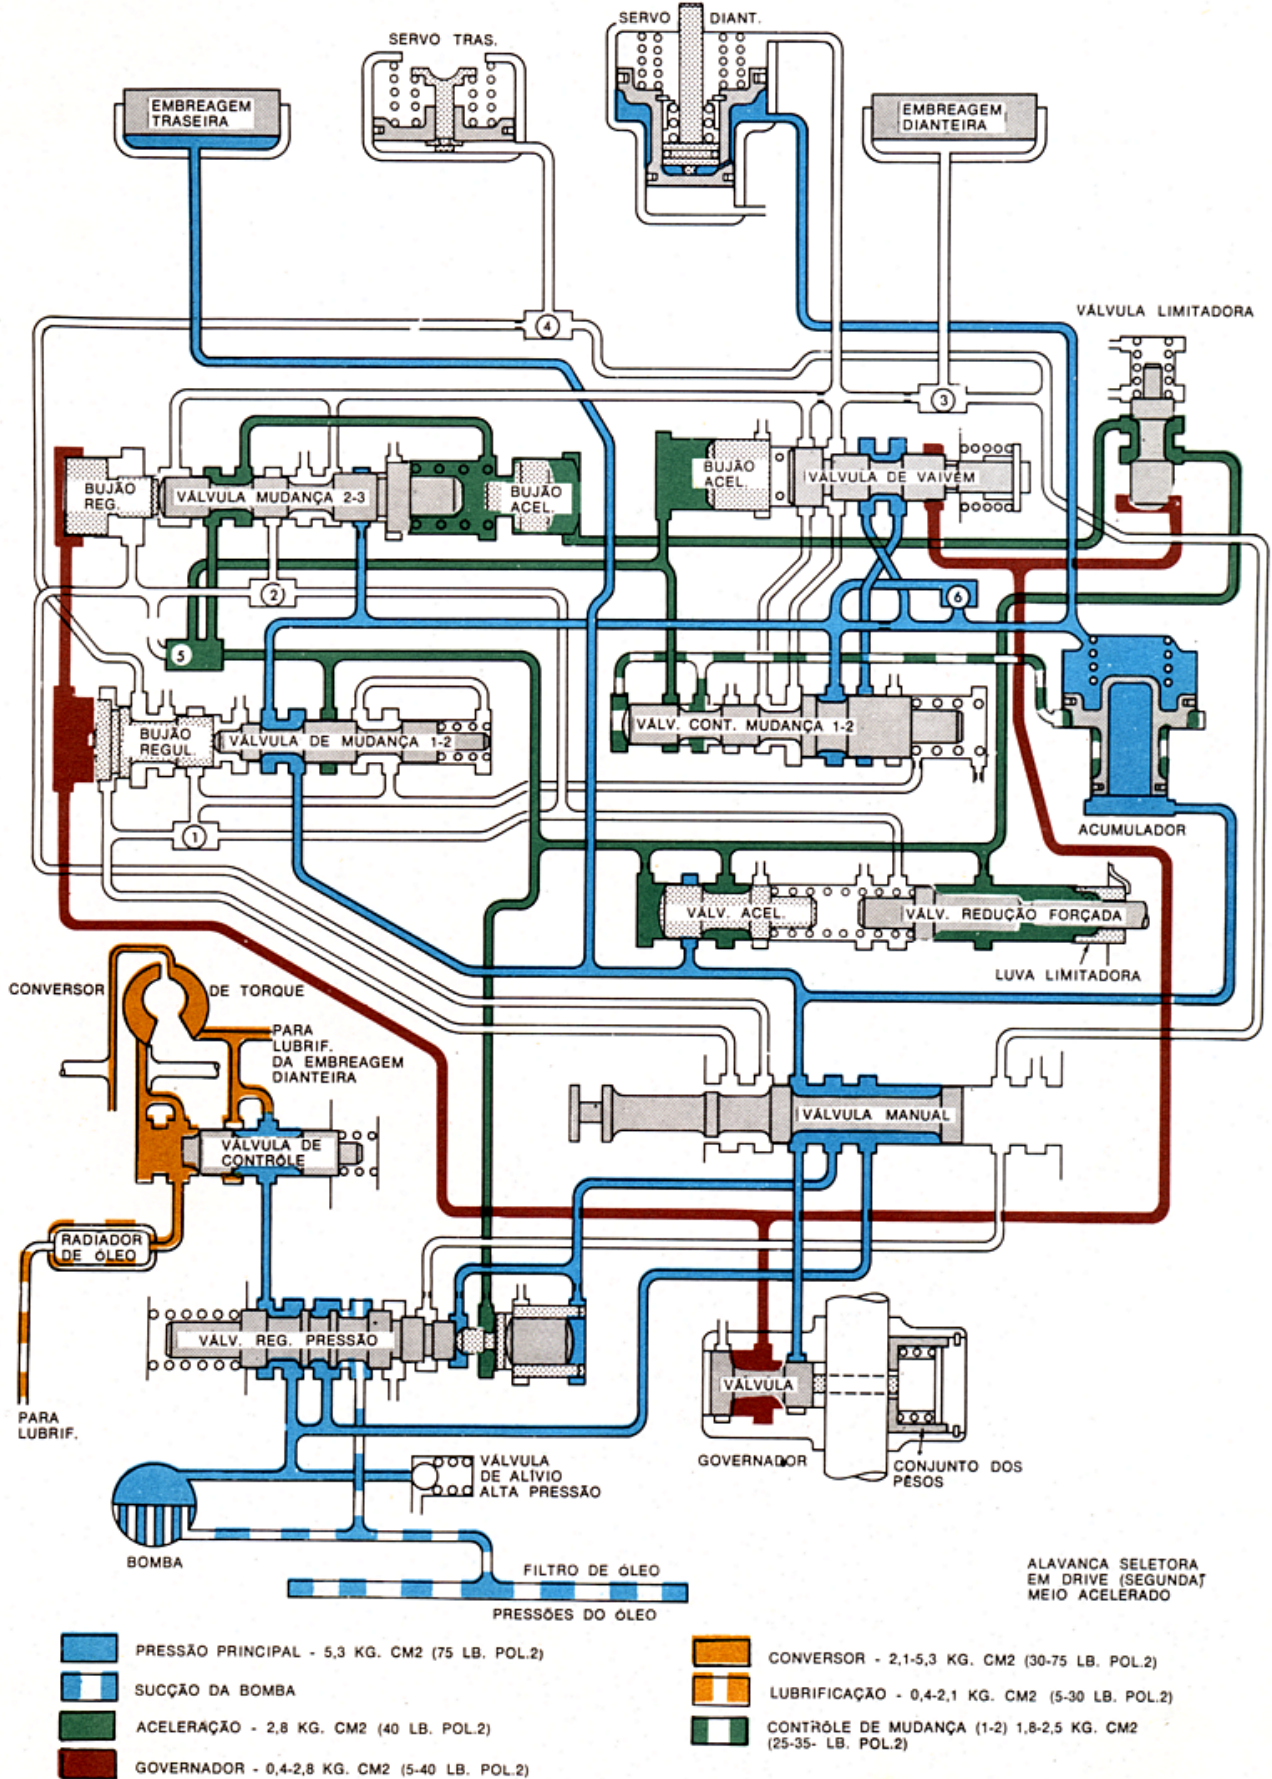 SERVO DIANT.
SERVO TRAS.
EMBREAGEM
TRASEIRA
EMBREAGEM
DIANTEIRA
4
VÁLVULA LIMITADORA
3
BUJÃO
REG.
VÁLVULA MUDANÇA 2-3
BUJÃO
ACEL.
BUJÃO
ACEL.
VÁLVULA DE VAIVÉM
2
6
5
BUJÃO
REGUL.
VÁLVULA DE MUDANÇA 1-2
VÁLV. CONT. MUDANÇA 1-2
1
ACUMULADOR
VÁLV. ACEL.
VÁLV. REDUÇÃO FORÇADA
LUVA LIMITADORA
CONVERSOR
DE TORQUE
PARA
LUBRIF.
DA EMBREAGEM
DIANTEIRA
VÁLVULA MANUAL
VÁLVULA DE
CONTRÔLE
RADIADOR
DE ÓLEO
VÁLV. REG. PRESSÃO
VÁLVULA
PARA
LUBRIF.
GOVERNADOR
CONJUNTO DOS
PÊSOS
VÁLVULA
DE ALÍVIO
ALTA PRESSÃO
BOMBA
FILTRO DE ÓLEO
PRESSÕES DO ÓLEO
ALAVANCA SELETORA
EM DRIVE (SEGUNDA)
MEIO ACELERADO
PRESSÃO PRINCIPAL - 5,3 KG. CM2 (75 LB. POL.2)
SUCÇÃO DA BOMBA
ACELERAÇÃO - 2,8 KG. CM2 (40 LB. POL.2)
GOVERNADOR - 0,4-2,8 KG. CM2 (5-40 LB. POL.2)
CONVERSOR - 2,1-5,3 KG. CM2 (30-75 LB. POL.2)
LUBRIFICAÇÃO - 0,4-2,1 KG. CM2 (5-30 LB. POL.2)
CONTRÔLE DE MUDANÇA (1-2) 1,8-2,5 KG. CM2
(25-35- LB. POL.2)